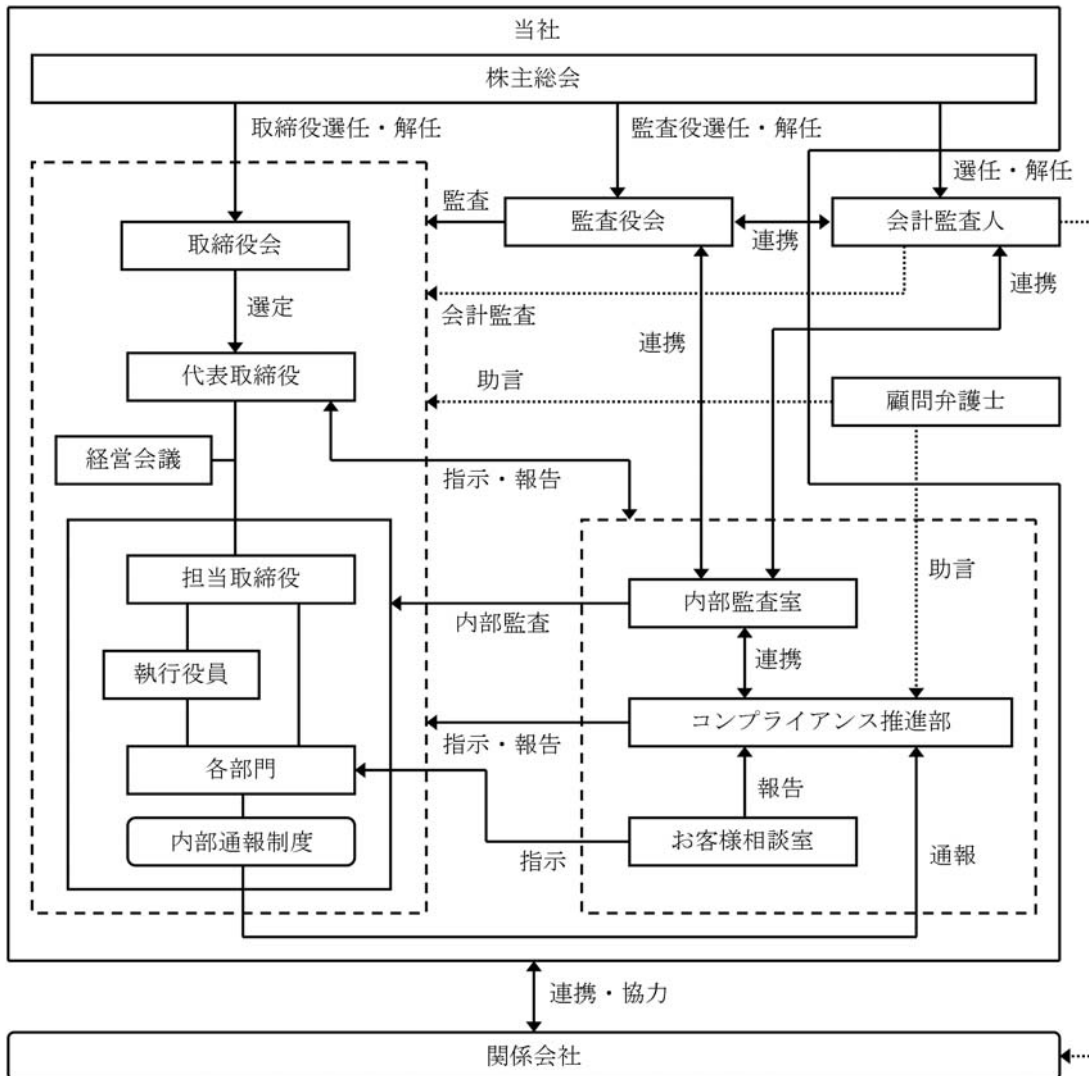 当社
株主総会
取締役選任・解任
監査役選任・解任
選任・解任
監査
監査役会
連携
会計監査人
取締役会
選定
会計監査
連携
連携
代表取締役
助言
顧問弁護士
経営会議
指示・報告
担当取締役
内部監査
内部監査室
助言
執行役員
連携
指示・報告
コンプライアンス推進部
各部門
報告
内部通報制度
指示
お客様相談室
通報
連携・協力
関係会社